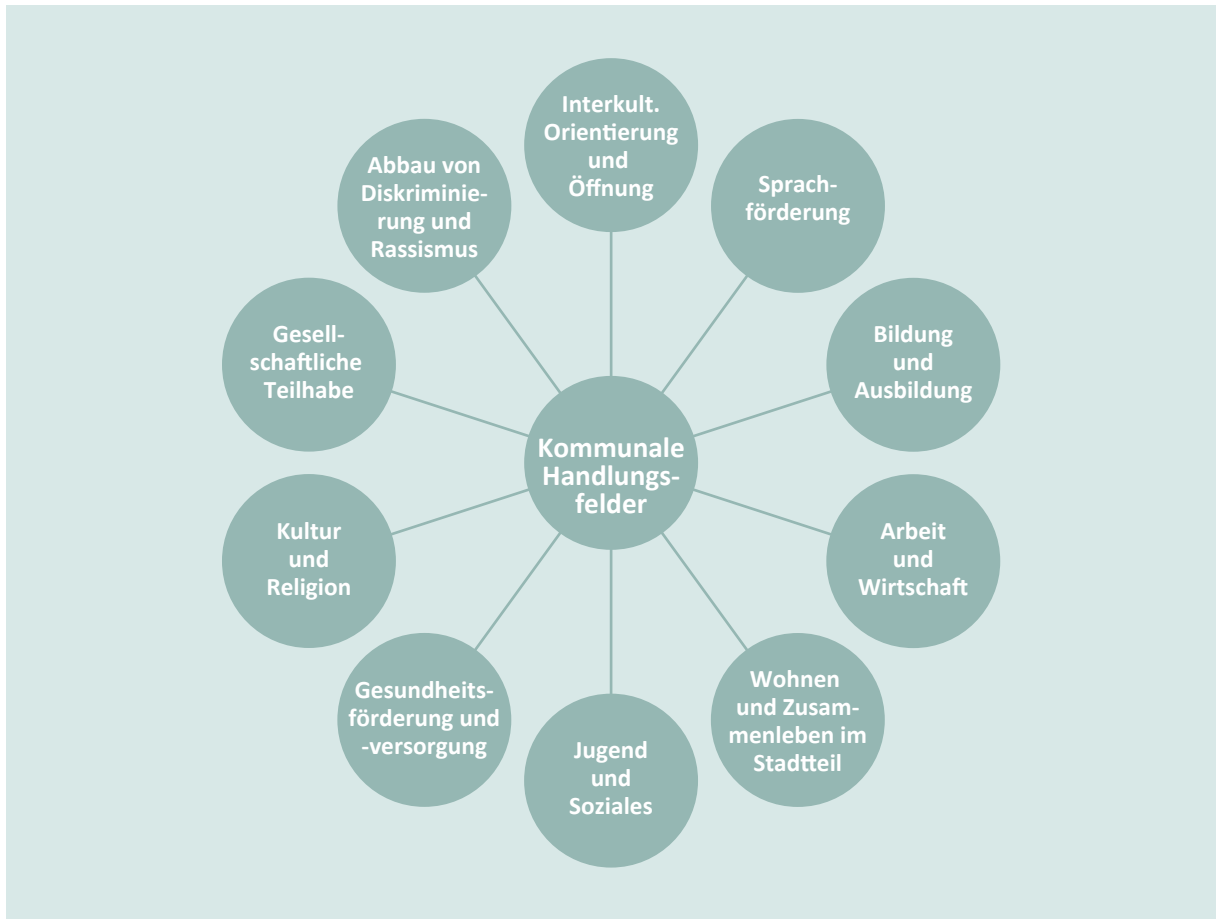 Interkult.
Orientierung
und
Öffnung
Sprach-
förderung
Bildung
und
Ausbildung
Arbeit
und
Wirtschaft
Wohnen
und Zusam-
menleben im
Stadtteil
Jugend
und
Soziales
Gesundheits-
förderung und
-versorgung
Kultur
und
Religion
Gesell-
schaftliche
Teilhabe
Abbau von
Diskriminie-
rung und
Rassismus
Kommunale
Handlungs-
felder